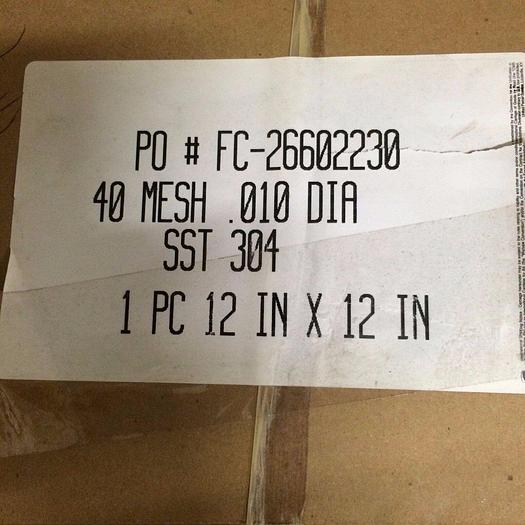 PO # FC-26602230
40 MESH .010 DIA
SST 304
1 PC 12 IN X 12 IN